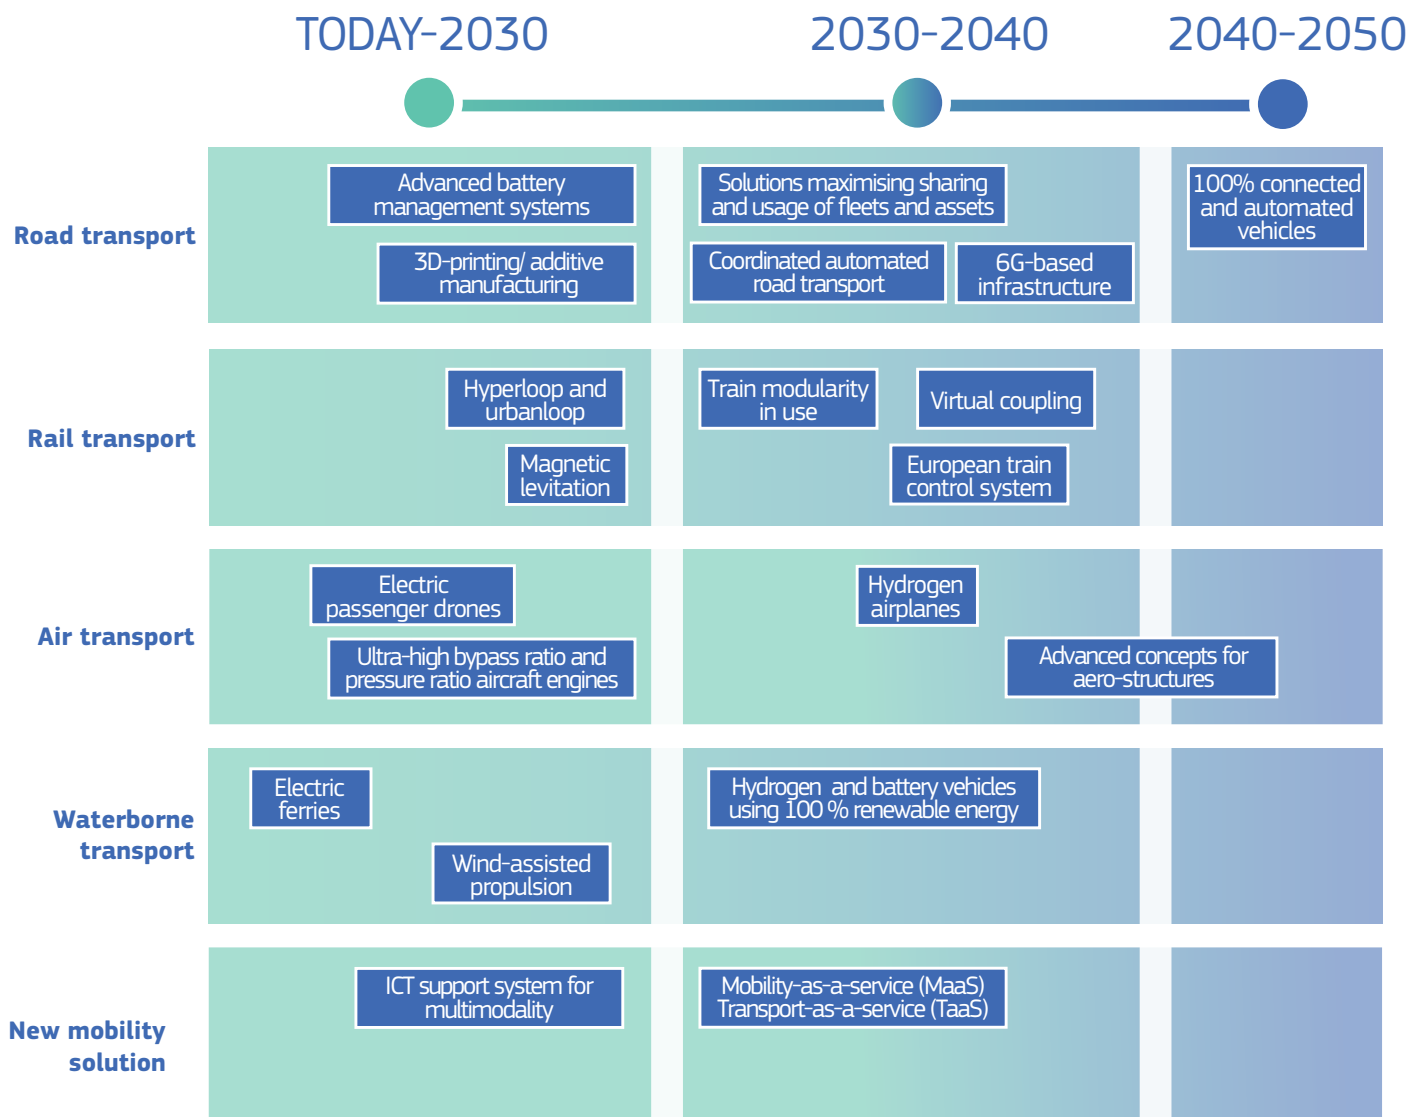 TODAY-2030
2030-2040
2040-2050
Road transport
Advanced battery
management systems
3D-printing/ additive
manufacturing
Solutions maximising sharing
and usage of fleets and assets
Coordinated automated
road transport
6G-based
infrastructure
100% connected
and automated
vehicles
Rail transport
Hyperloop and
urbanloop
Magnetic
levitation
Train modularity
in use
Virtual coupling
European train
control system
Air transport
Electric
passenger drones
Ultra-high bypass ratio and
pressure ratio aircraft engines
Hydrogen
airplanes
Advanced concepts for
aero-structures
Waterborne
transport
Electric
ferries
Wind-assisted
propulsion
Hydrogen and battery vehicles
using 100 % renewable energy
New mobility
solution
ICT support system for
multimodality
Mobility-as-a-service (MaaS)
Transport-as-a-service (TaaS)